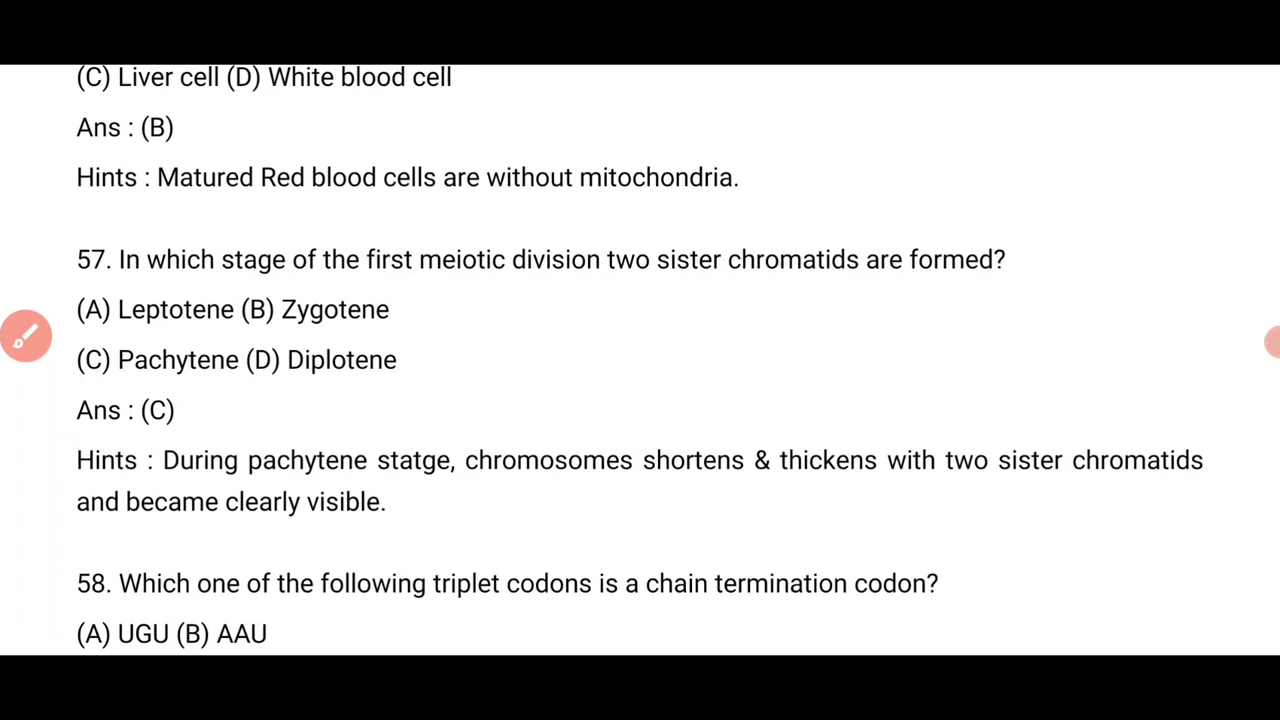 (C) Liver cell (D) White blood cell
Ans : (B)
Hints : Matured Red blood cells are without mitochondria.
57. In which stage of the first meiotic division two sister chromatids are formed?
(A) Leptotene (B) Zygotene
(C) Pachytene (D) Diplotene
Ans : (C)
Hints : During pachytene statge, chromosomes shortens & thickens with two sister chromatids
and became clearly visible.
58. Which one of the following triplet codons is a chain termination codon?
(A) UGU (B) AAU